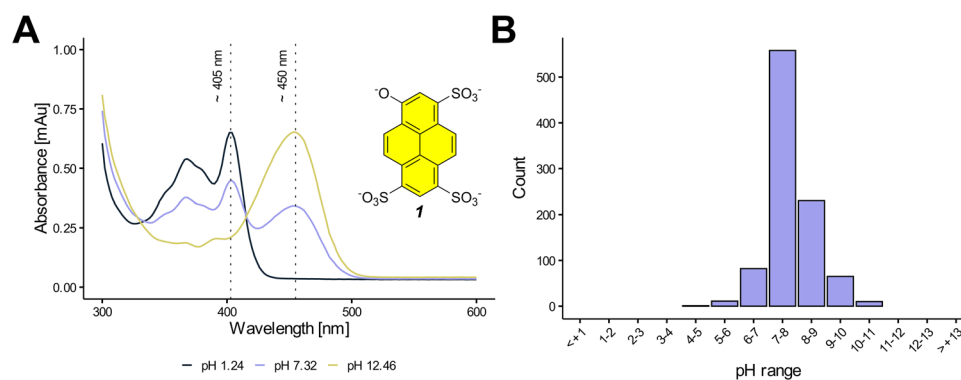 A
1.00
0.75
0.50
0.25
0.00
Absorbance [mAu]
~ 405 nm
~ 450 nm
-O
SO3-
SO3-
SO3-
1
300
400
500
600
Wavelength [nm]
pH 1.24
pH 7.32
pH 12.46
B
500
400
300
200
100
0
Count
<+1
1-2
2-3
3-4
4-5
5-6
6-7
7-8
8-9
9-10
10-11
11-12
12-13
>+13
pH range